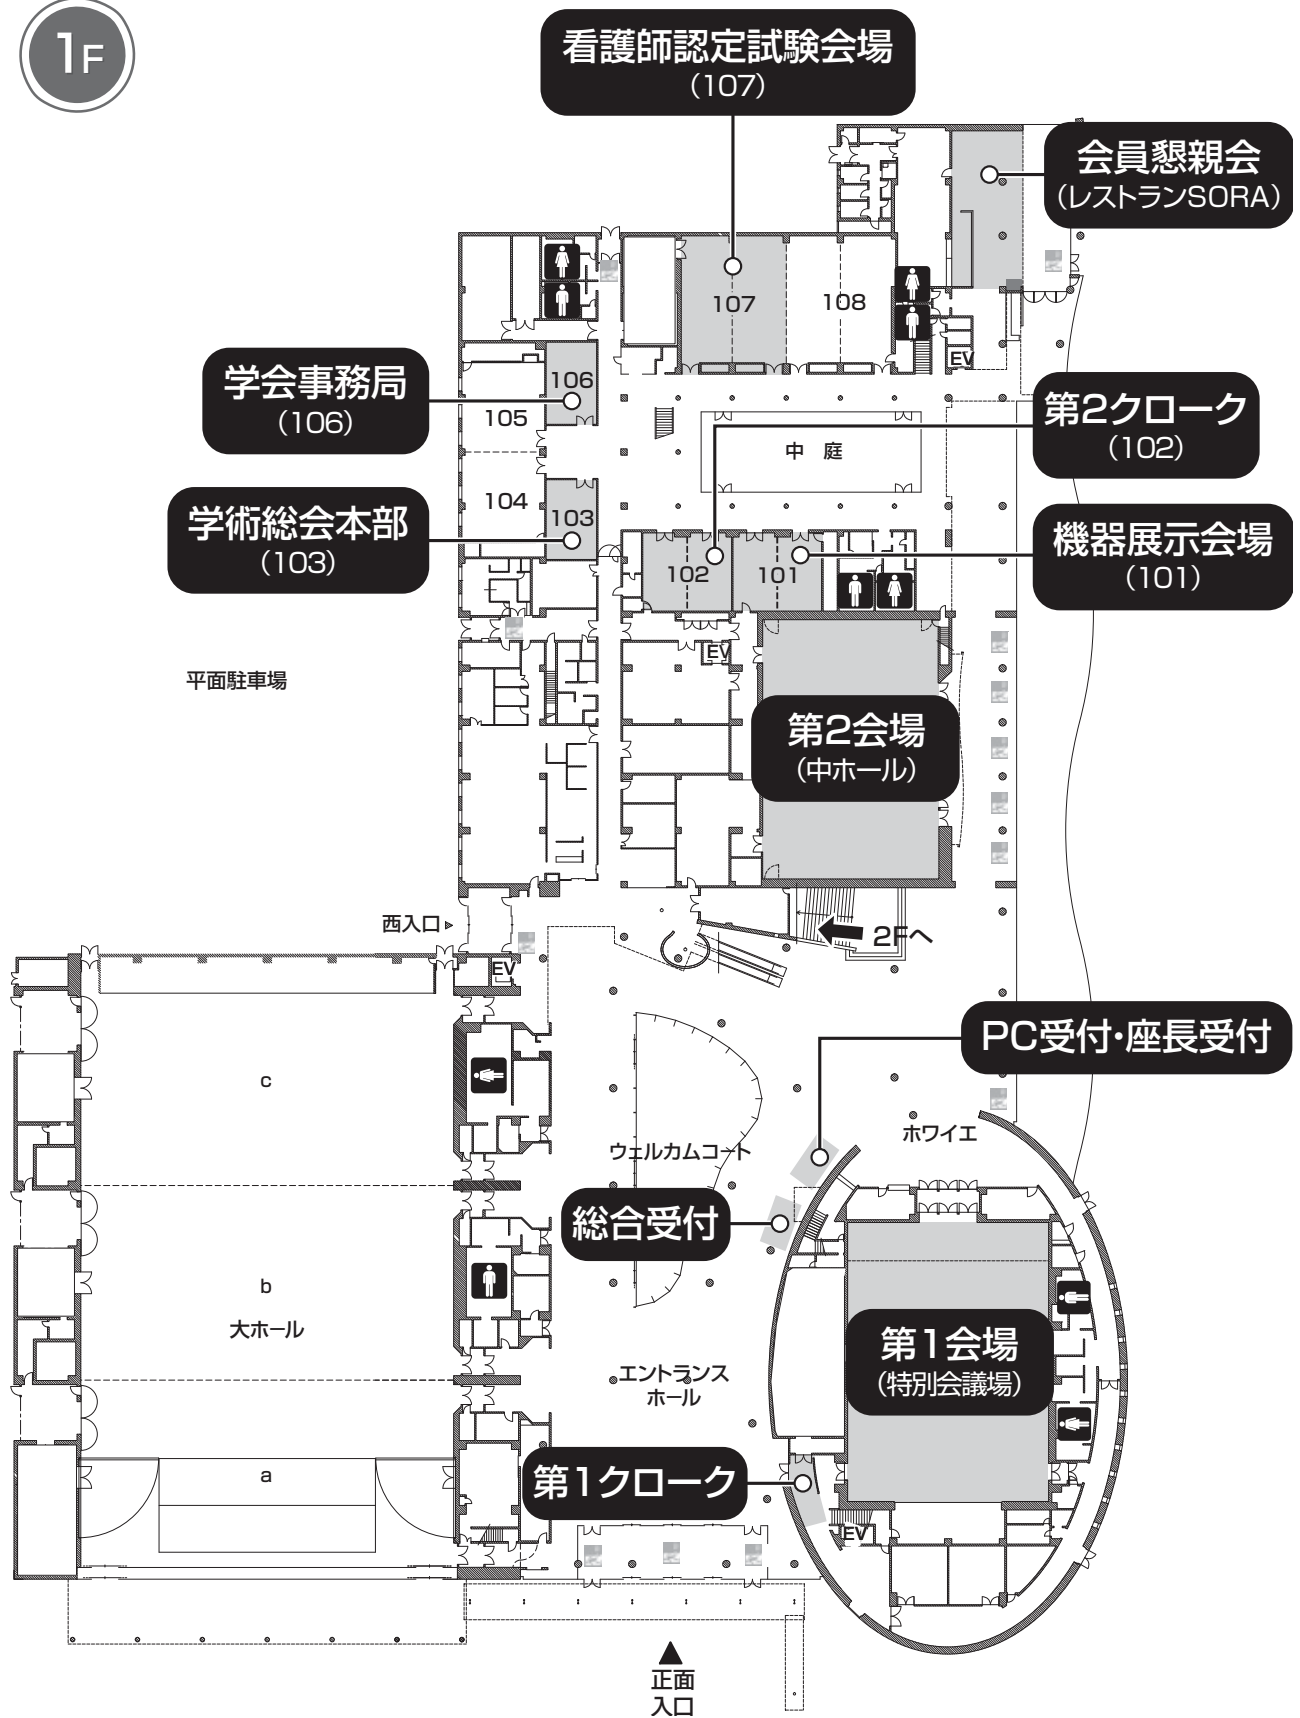 1F
看護師認定試験会場
（107）
会員懇親会
（レストランSORA）
107
108
EV
学会事務局
（106）
106
105
第2クローク
（102）
中 庭
104
学術総会本部
（103）
103
機器展示会場
（101）
102
101
EV
平面駐車場
第2会場
（中ホール）
西入口
2Fへ
EV
PC受付・座長受付
c
ホワイエ
ウェルカムコート
総合受付
b
大ホール
第1会場
（特別会議場）
エントランス
ホール
a
第1クローク
EV
正面
入口